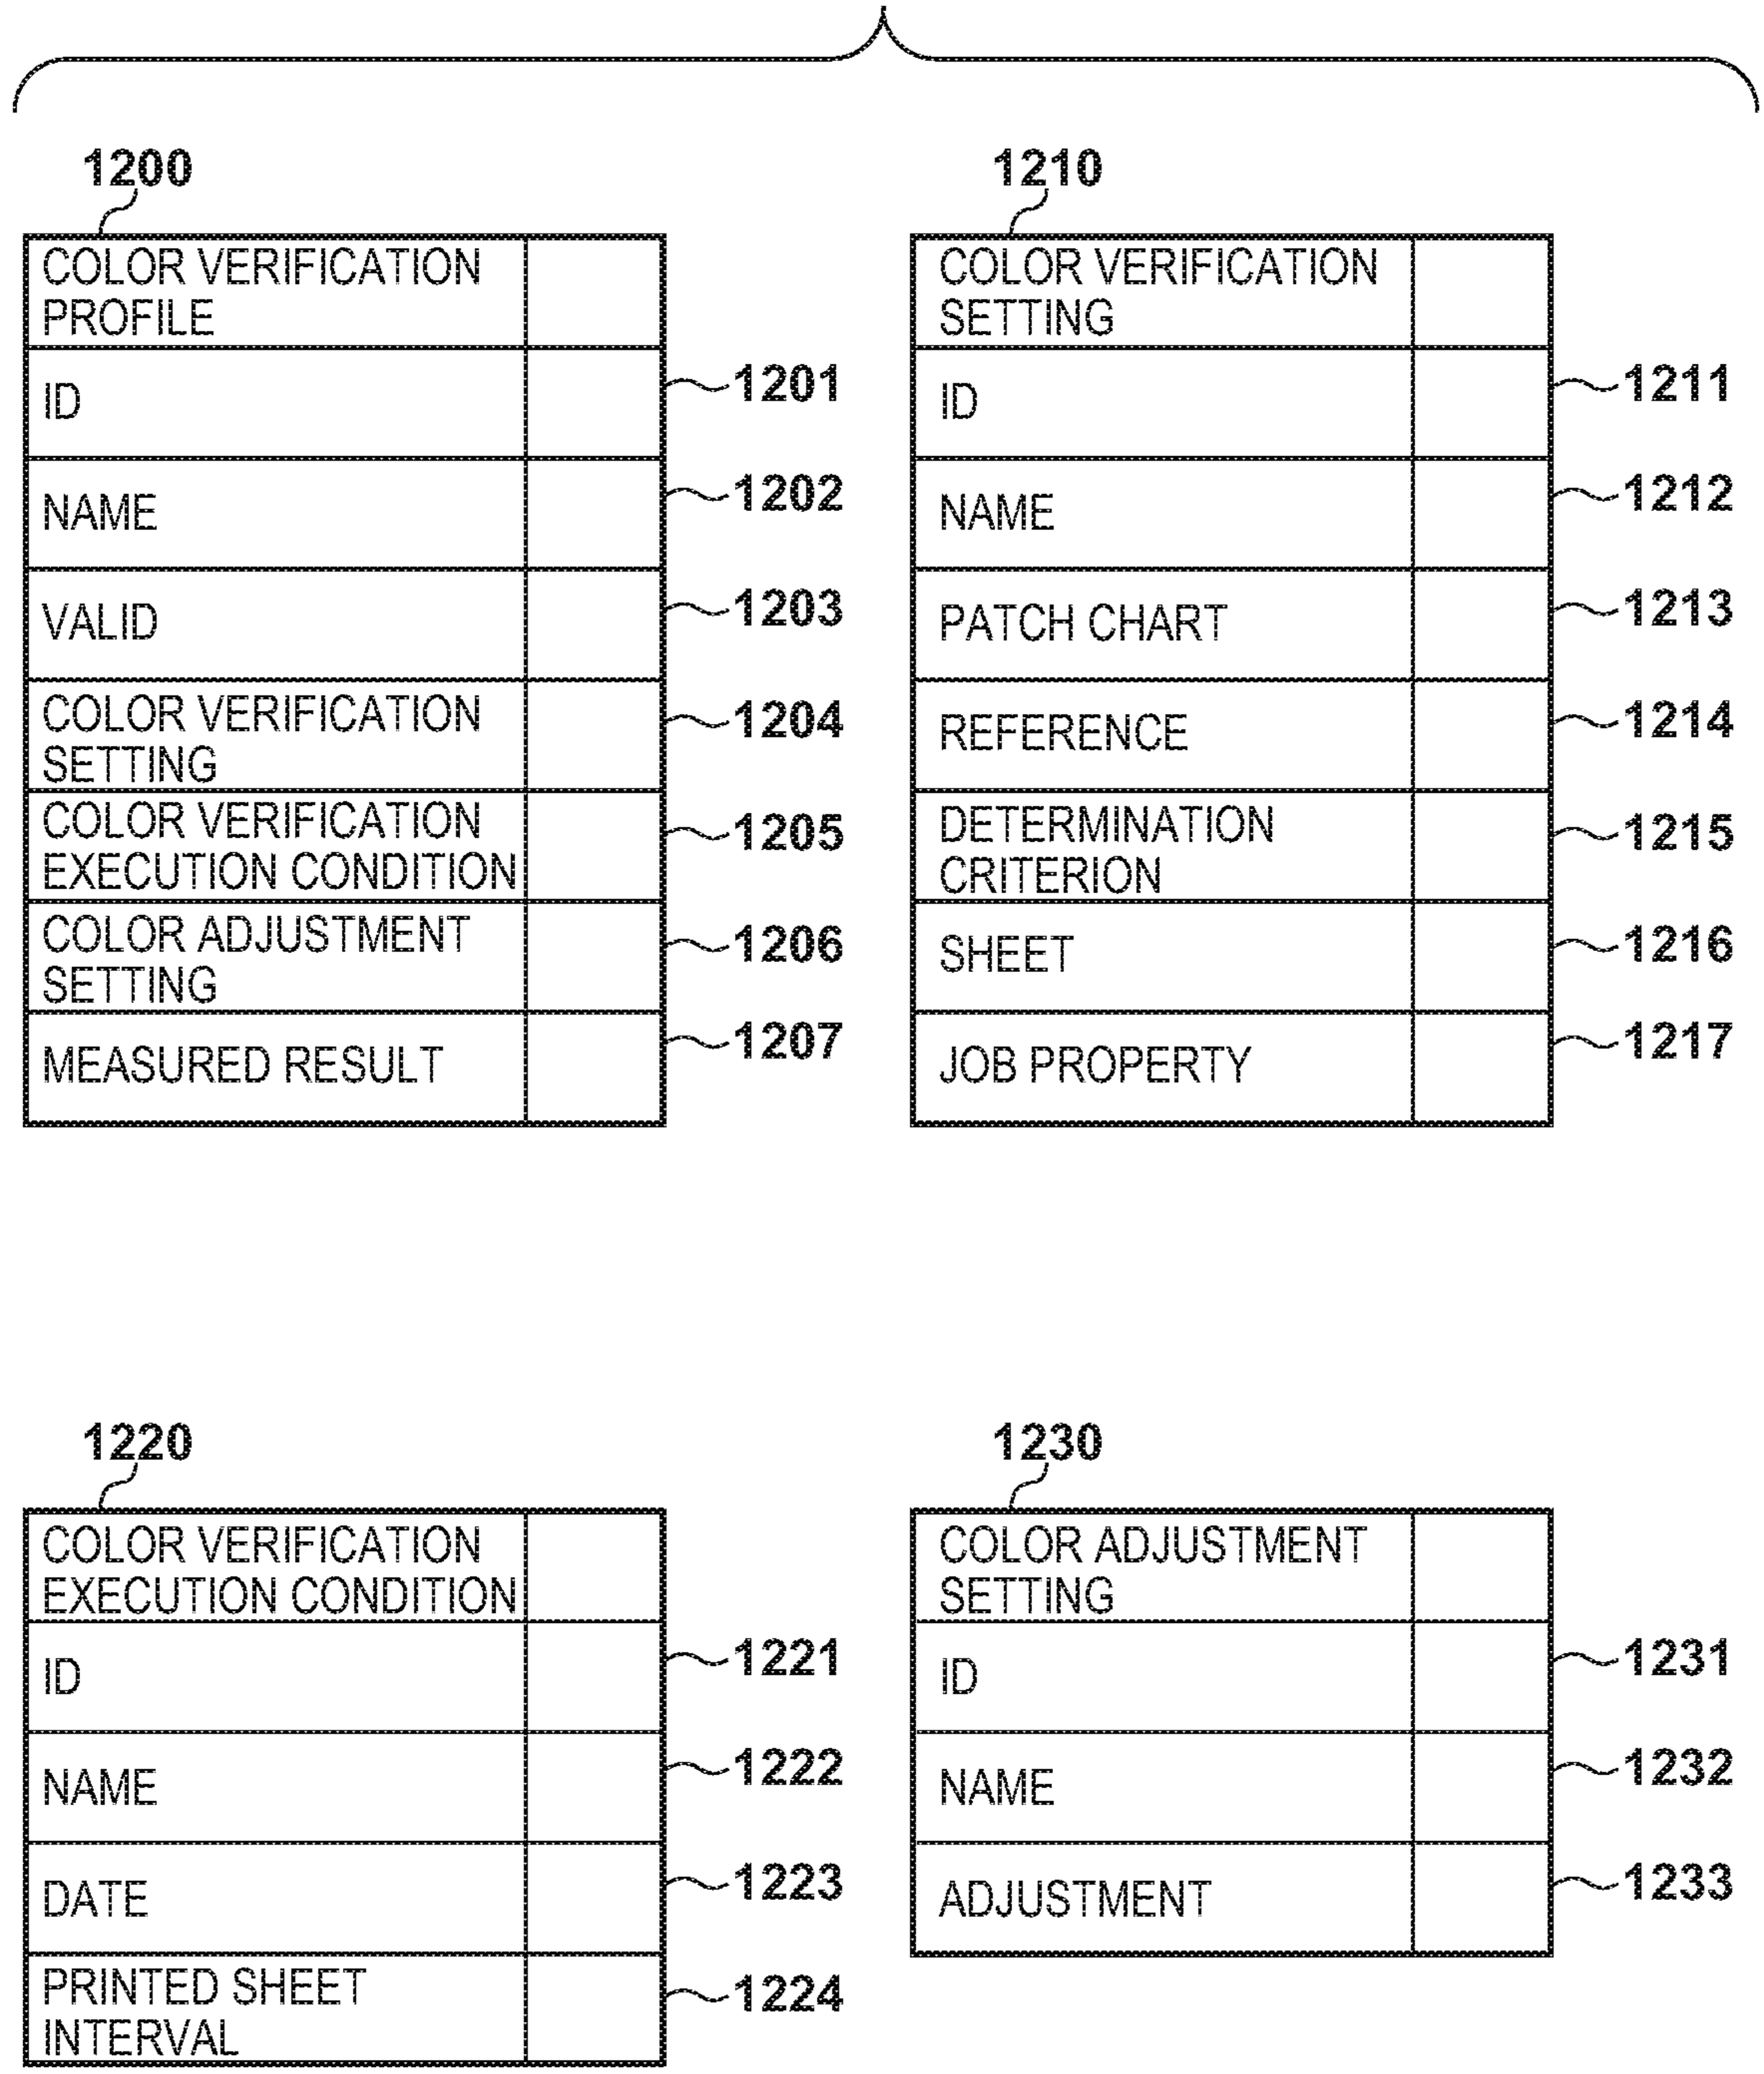 1200
COLOR VERIFICATION
PROFILE
ID
1201
NAME
1202
VALID
1203
COLOR VERIFICATION
SETTING
1204
COLOR VERIFICATION
EXECUTION CONDITION
1205
COLOR ADJUSTMENT
SETTING
1206
MEASURED RESULT
1207
1210
COLOR VERIFICATION
SETTING
ID
1211
NAME
1212
PATCH CHART
1213
REFERENCE
1214
DETERMINATION
CRITERION
1215
SHEET
1216
JOB PROPERTY
1217
1220
COLOR VERIFICATION
EXECUTION CONDITION
ID
1221
NAME
1222
DATE
1223
PRINTED SHEET
INTERVAL
1224
1230
COLOR ADJUSTMENT
SETTING
ID
1231
NAME
1232
ADJUSTMENT
1233